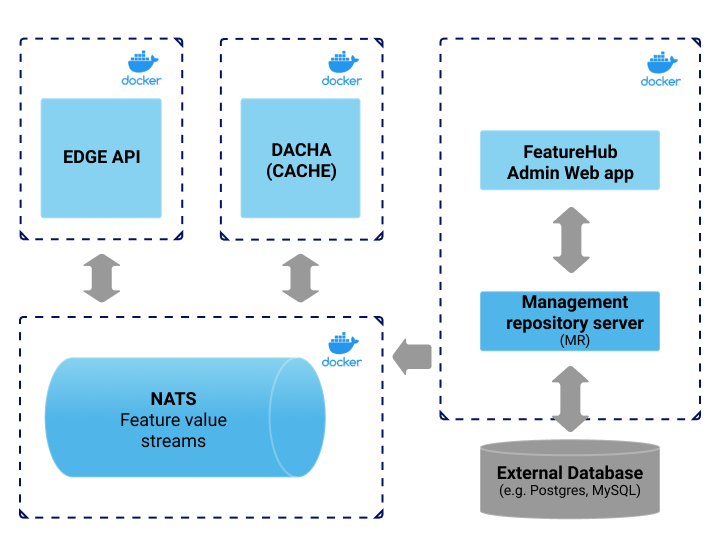 docker
EDGE API
docker
DACHA
(CACHE)
docker
FeatureHub
Admin Web app
Management
repository server
(MR)
docker
NATS
Feature value
streams
External Database
(e.g. Postgres, MySQL)